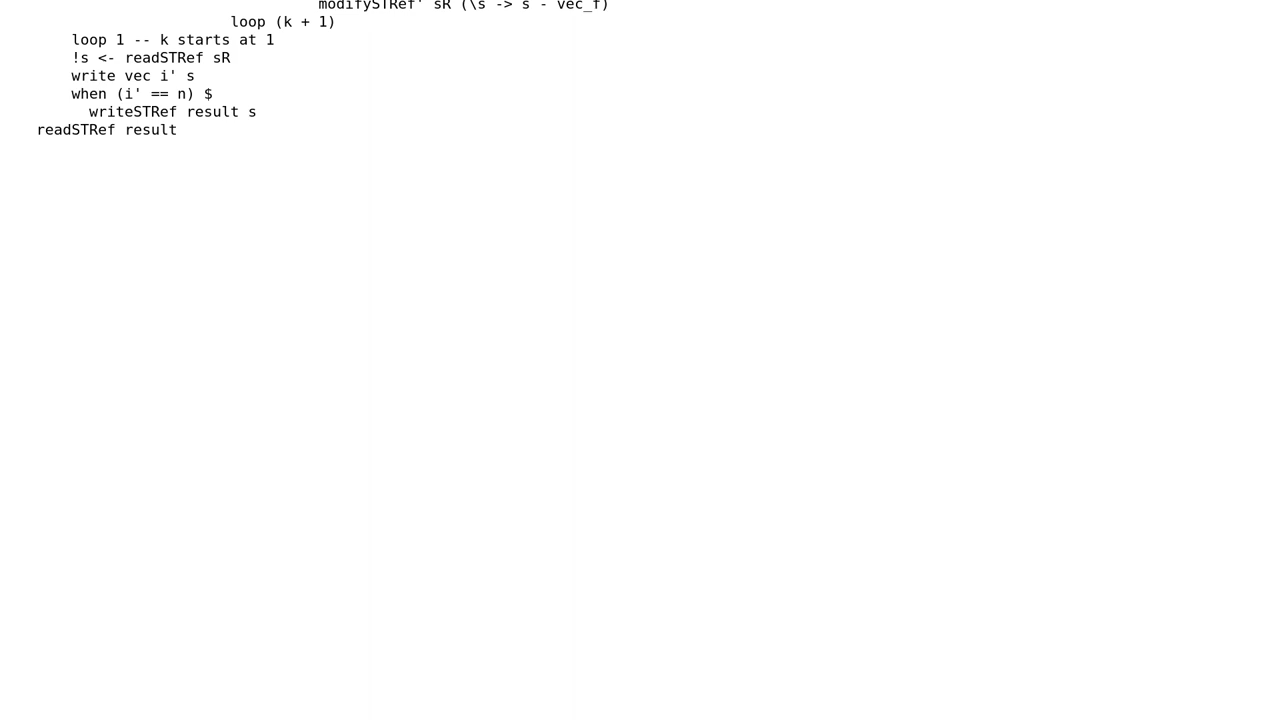 modifySTRef' sR (\s -> s - vec_f)
loop (k + 1)
loop 1 -- k starts at 1
!s <- readSTRef sR
write vec i' s
when (i' == n) $
writeSTRef result s
readSTRef result